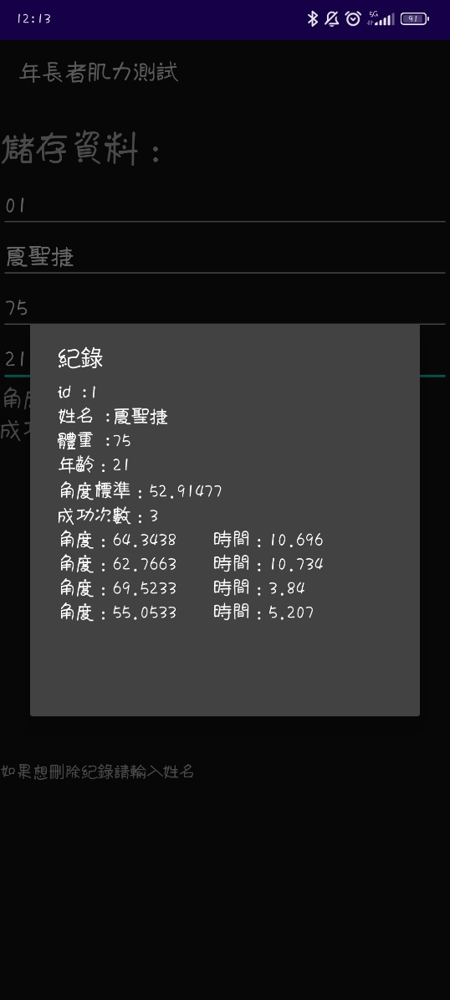 12:13
5G
91
年長者肌力測試
儲存資料：
01
夏聖捷
75
21
角度
紀錄
id :1
姓名 :夏聖捷
體重 :75
年齡：21
角度標準：52.91477
成功次數：3
角度：64.3438 時間：10.696
角度：62.7663 時間：10.734
角度：69.5233 時間：3.84
角度：55.0533 時間：5.207
如果想刪除紀錄請輸入姓名